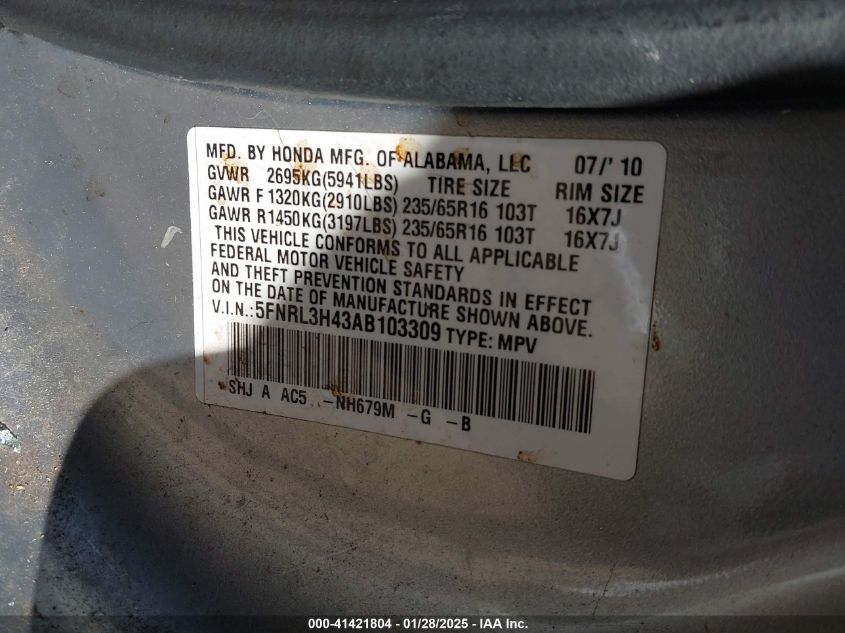 MFD. BY HONDA MFG. OF ALABAMA, LLC 07/' 10
GVWR 2695KG(5941LBS) TIRE SIZE RIM SIZE
GAWR F 1320KG(2910LBS) 235/65R16 103T 16X7J
GAWR R1450KG(3197LBS) 235/65R16 103T 16X7J
THIS VEHICLE CONFORMS TO ALL APPLICABLE
FEDERAL MOTOR VEHICLE SAFETY
AND THEFT PREVENTION STANDARDS IN EFFECT
ON THE DATE OF MANUFACTURE SHOWN ABOVE.
V.I.N.:5FNRL3H43AB103309 TYPE: MPV
SHJ A AC5 -NH679M -G -B
000-41421804 - 01/28/2025 - IAA Inc.